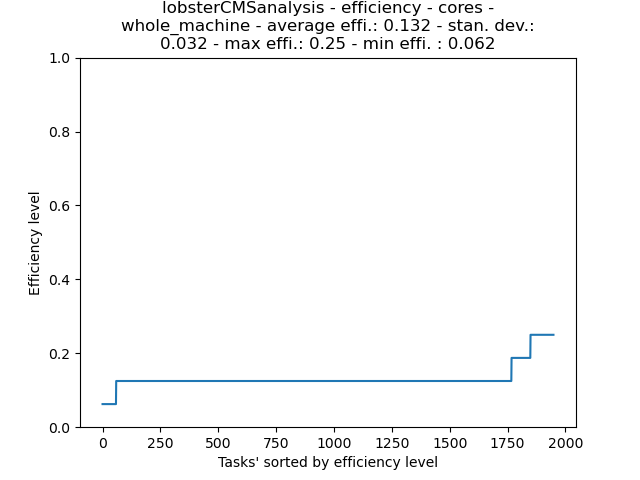 lobsterCMSanalysis - efficiency - cores -
whole_machine - average effi.: 0.132 - stan. dev.:
0.032 - max effi.: 0.25 - min effi. : 0.062
1.0
0.8
0.6
0.4
0.2
0.0
Efficiency level
0 250 500 750 1000 1250 1500 1750 2000
Tasks' sorted by efficiency level